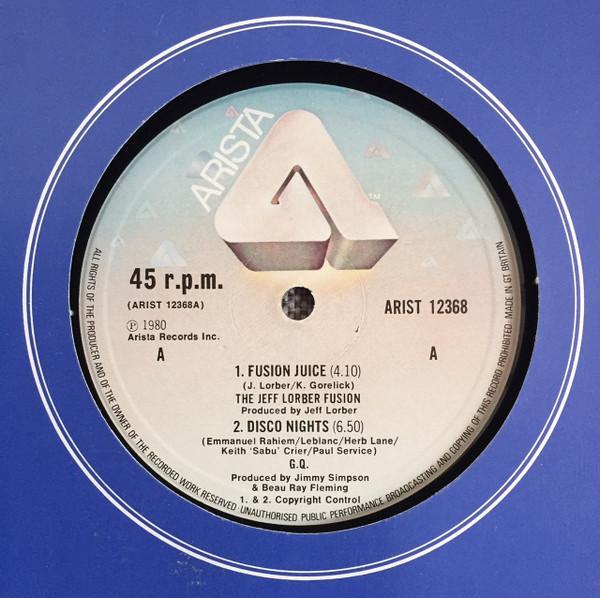 ARISTA
TM
45 r.p.m.
(ARIST 12368A)
ARIST 12368
℗ 1980
Arista Records Inc.
A
A
1. FUSION JUICE (4.10)
(J. Lorber/K. Gorelick)
THE JEFF LORBER FUSION
Produced by Jeff Lorber
2. DISCO NIGHTS (6.50)
(Emmanuel Rahiem/Leblanc/Herb Lane/
Keith 'Sabu' Crier/Paul Service)
G.Q.
Produced by Jimmy Simpson
& Beau Ray Fleming
1. & 2. Copyright Control
ALL RIGHTS OF THE PRODUCER AND OF THE OWNER OF THE RECORDED WORK RESERVED · UNAUTHORISED PUBLIC PERFORMANCE BROADCASTING AND COPYING OF THIS RECORD PROHIBITED · MADE IN GT BRITAIN